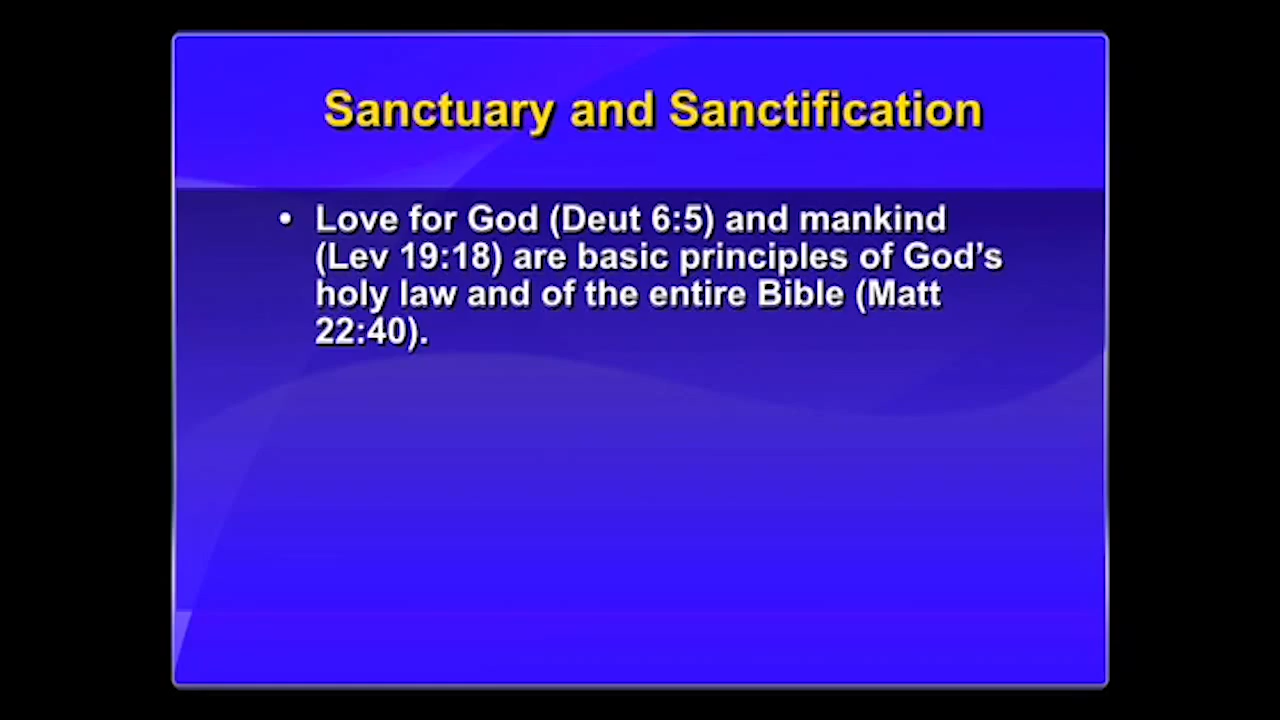 Sanctuary and Sanctification
• Love for God (Deut 6:5) and mankind
(Lev 19:18) are basic principles of God’s
holy law and of the entire Bible (Matt
22:40).